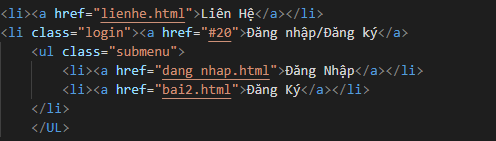 <li><a href="lienhe.html">Liên Hệ</a></li>
<li class="login"><a href="#20">Đăng nhập/Đăng ký</a>
<ul class="submenu">
<li><a href="dang nhap.html">Đăng Nhập</a></li>
<li><a href="bai2.html">Đăng Ký</a></li>
</li>
</UL>